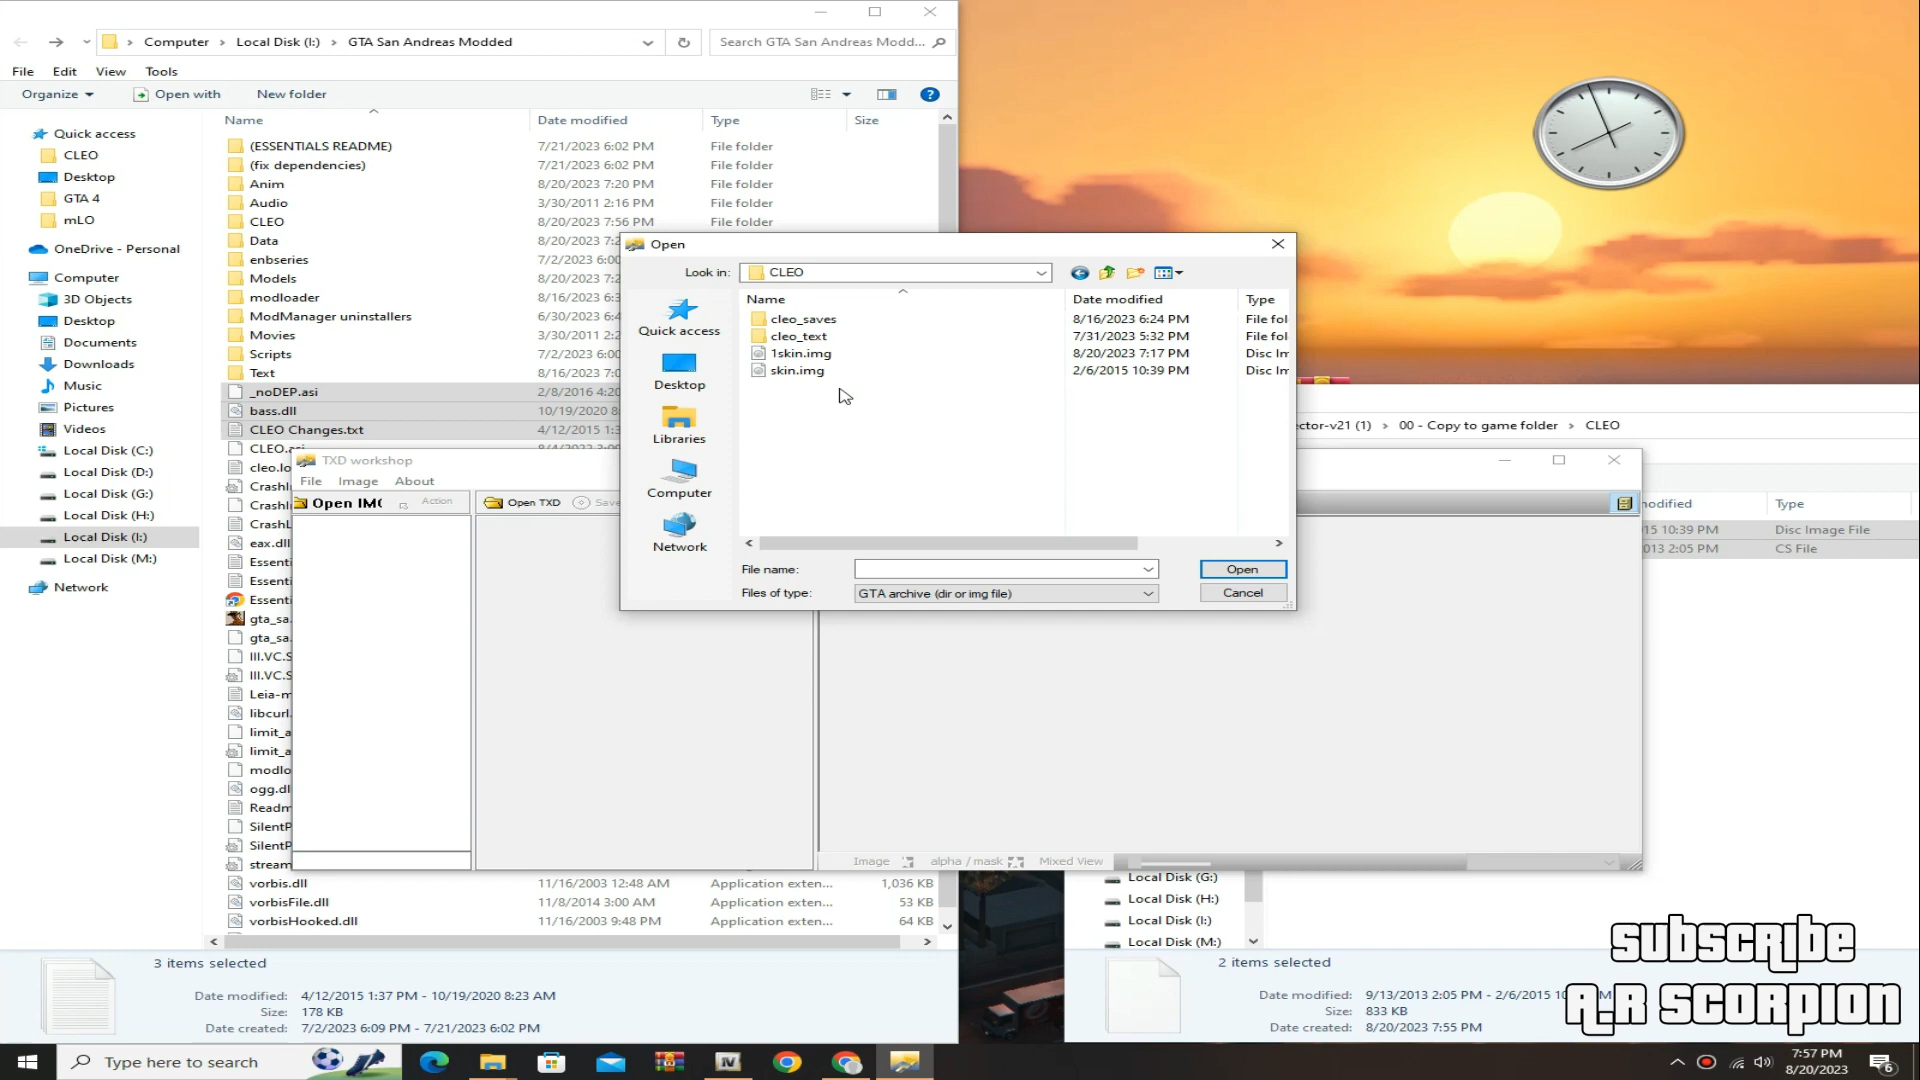 Computer > Local Disk (I:) > GTA San Andreas Modded
Search GTA San Andreas Modd...
File Edit View Tools
Organize Open with New folder
Name Date modified Type Size
Quick access
CLEO
Desktop
GTA 4
mLO
OneDrive - Personal
Computer
3D Objects
Desktop
Documents
Downloads
Music
Pictures
Videos
Local Disk (C:)
Local Disk (D:)
Local Disk (G:)
Local Disk (H:)
Local Disk (I:)
Local Disk (M:)
Network
(ESSENTIALS README) 7/21/2023 6:02 PM File folder
(fix dependencies) 7/21/2023 6:02 PM File folder
Anim 8/20/2023 7:20 PM File folder
Audio 3/30/2011 2:16 PM File folder
CLEO 8/20/2023 7:56 PM File folder
Data 8/20/2023 7:2
enbseries 7/2/2023 6:00
Models 8/20/2023 7:2
modloader 8/16/2023 6:3
ModManager uninstallers 6/30/2023 6:4
Movies 3/30/2011 2:2
Scripts 7/2/2023 6:00
Text 8/16/2023 7:0
_noDEP.asi 2/8/2016 4:0
bass.dll 10/19/2020 8:
CLEO Changes.txt 4/12/2015 1:3
CLEO.asi
cleo.lo
CrashI
CrashI
CrashL
eax.dll
Essenti
Essenti
Essenti
gta_sa.
gta_sa.
III.VC.S
III.VC.S
Leia-m
libcurl.
limit_a
limit_a
modlo
ogg.dl
Readm
SilentP
SilentP
stream
vorbis.dll 11/16/2003 12:48 AM Application exten... 1,036 KB
vorbisFile.dll 11/8/2014 3:00 AM Application exten... 53 KB
vorbisHooked.dll 11/16/2003 9:48 PM Application exten... 64 KB
3 items selected
Date modified: 4/12/2015 1:37 PM - 10/19/2020 8:23 AM
Size: 178 KB
Date created: 7/2/2023 6:09 PM - 7/21/2023 6:02 PM
TXD workshop
File Image About
Open IMG Action Open TXD Save
Image alpha / mask Mixed View
Open
Look in: CLEO
Quick access
Desktop
Libraries
Computer
Network
Name Date modified Type
cleo_saves 8/16/2023 6:24 PM File fol
cleo_text 7/31/2023 5:32 PM File fol
1skin.img 8/20/2023 7:17 PM Disc Im
skin.img 2/6/2015 10:39 PM Disc Im
File name: Open
Files of type: GTA archive (dir or img file) Cancel
ector-v21 (1) > 00 - Copy to game folder > CLEO
modified Type
15 10:39 PM Disc Image File
013 2:05 PM CS File
Local Disk (G:)
Local Disk (H:)
Local Disk (I:)
Local Disk (M:)
2 items selected
Date modified: 9/13/2013 2:05 PM - 2/6/2015 10
Size: 833 KB
Date created: 8/20/2023 7:55 PM
SUBSCRIBE
A.R SCORPION
Type here to search
IV
7:57 PM
8/20/2023
6